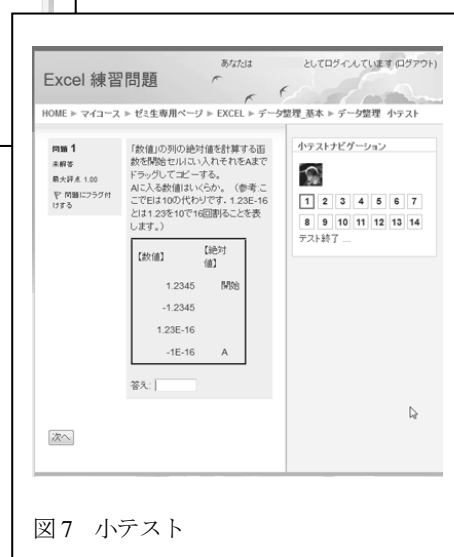 あなたは としてログインしています (ログアウト)
Excel 練習問題
HOME ▶ マイコース ▶ ゼミ生専用ページ ▶ EXCEL ▶ データ整理_基本 ▶ データ整理 小テスト
問題 1
未解答
最大評点 1.00
問題にフラグ付
けする
「数値」の列の絶対値を計算する函
数を開始セルにい入れそれをAまで
ドラッグしてコピーする。
Aに入る数値はいくらか。 (参考:こ
こでEは10の代わりです. 1.23E-16
とは1.23を10で16回割ることを表
します。)
【数値】 【絶対
値】
1.2345 開始
-1.2345
1.23E-16
-1E-16 A
答え:
次へ
小テストナビゲーション
1 2 3 4 5 6 7
8 9 10 11 12 13 14
テスト終了 ...
図 7 小テスト